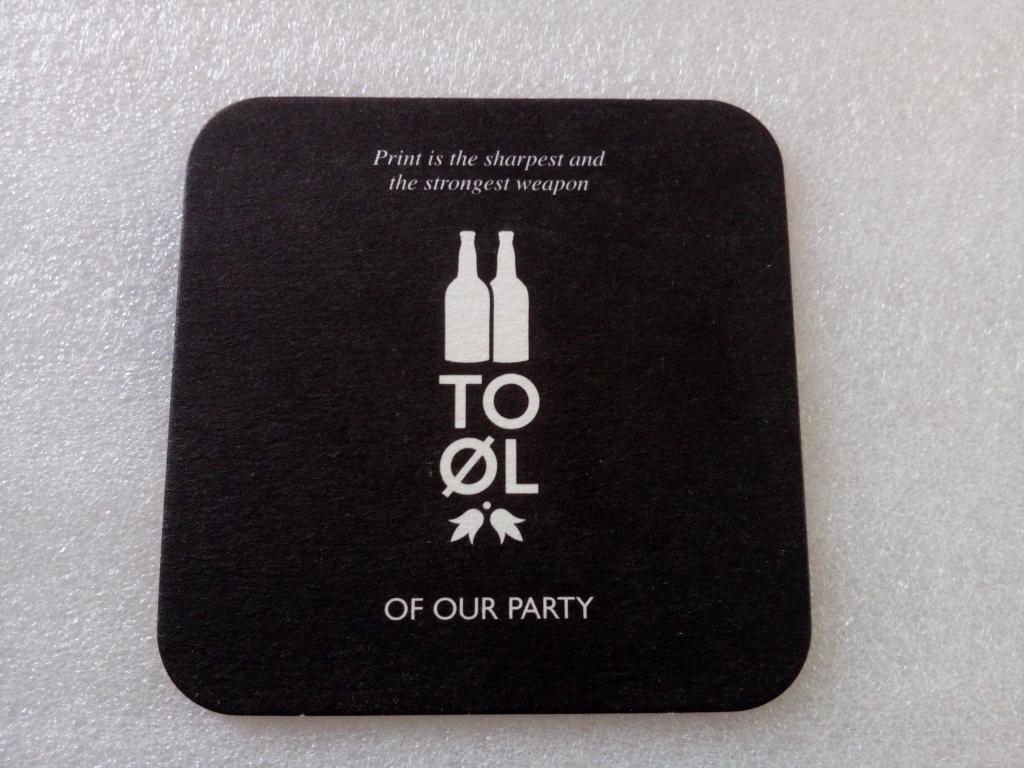 Print is the sharpest and
the strongest weapon
TO
ØL
OF OUR PARTY